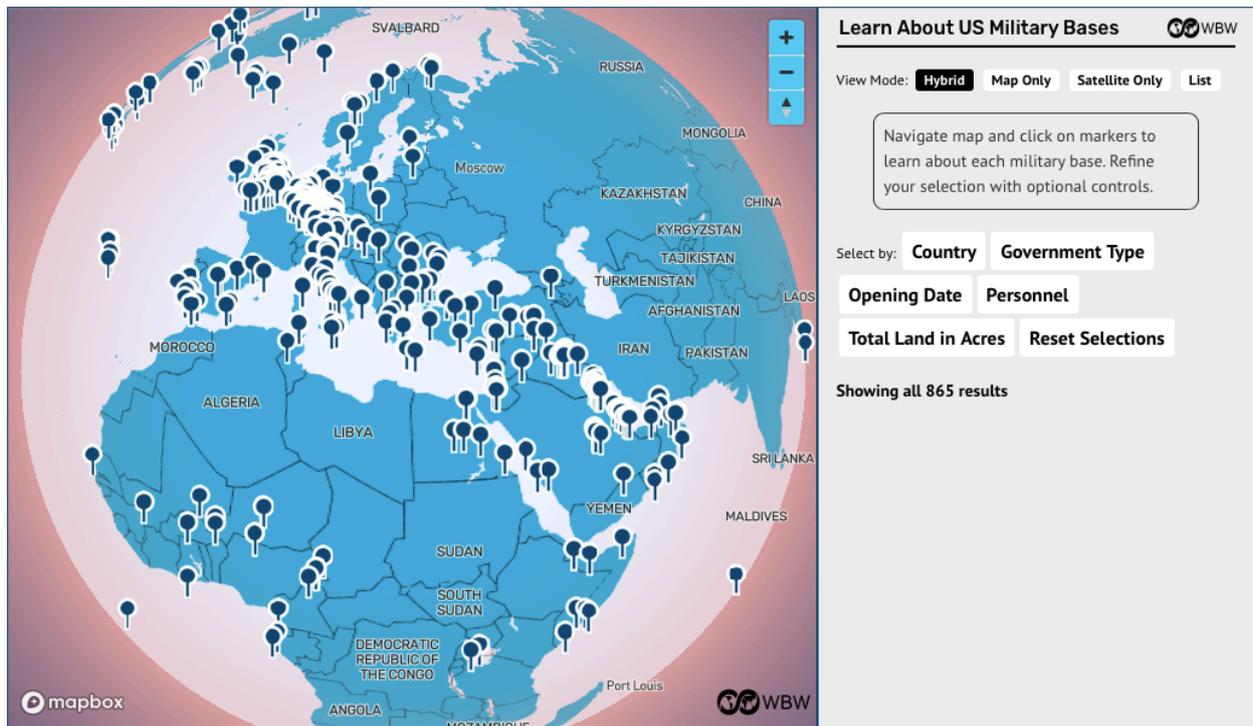 SVALBARD
RUSSIA
MONGOLIA
Moscow
KAZAKHSTAN
CHINA
KYRGYZSTAN
TAJIKISTAN
TURKMENISTAN
LAOS
AFGHANISTAN
MOROCCO
IRAN
PAKISTAN
ALGERIA
LIBYA
SRI LANKA
YEMEN
MALDIVES
SUDAN
SOUTH
SUDAN
DEMOCRATIC
REPUBLIC OF
THE CONGO
Port Louis
ANGOLA
MOZAMBIQUE
mapbox
WBW
+
−
Learn About US Military Bases
WBW
View Mode: Hybrid Map Only Satellite Only List
Navigate map and click on markers to
learn about each military base. Refine
your selection with optional controls.
Select by: Country Government Type
Opening Date Personnel
Total Land in Acres Reset Selections
Showing all 865 results